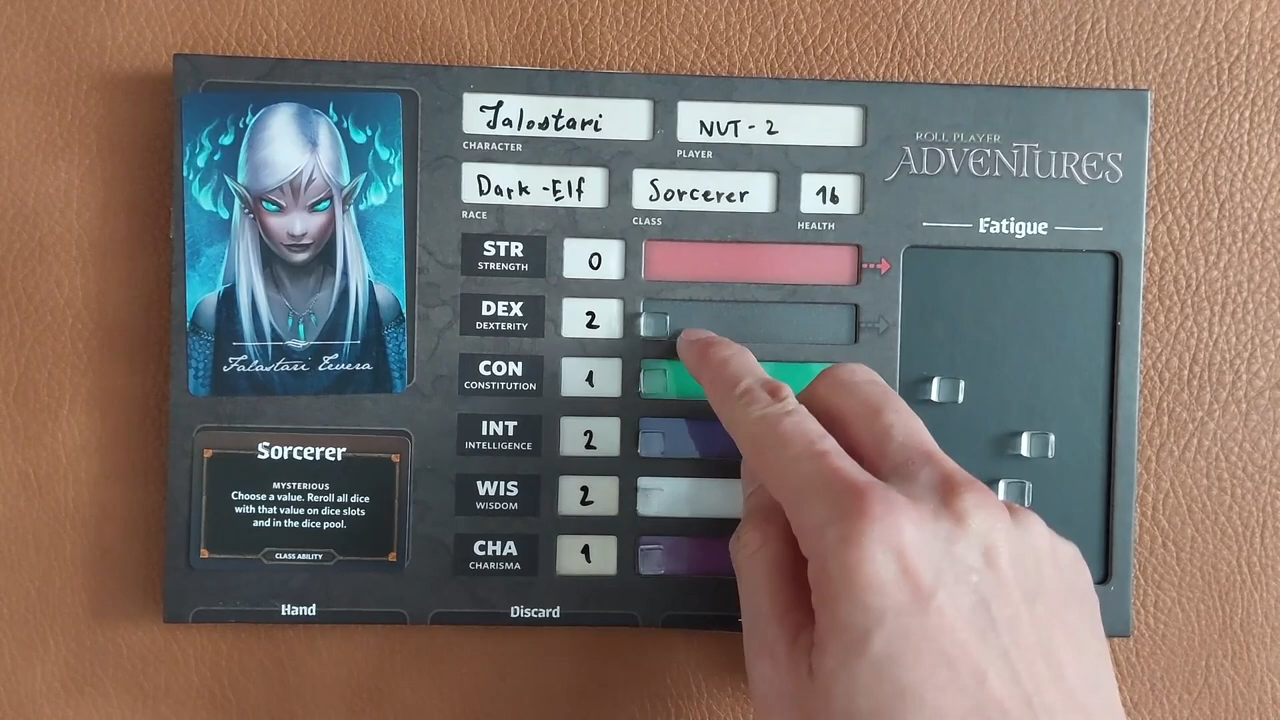 Jalostari
CHARACTER
NUT-2
PLAYER
ROLL PLAYER
ADVENTURES
Dark-Elf
RACE
Sorcerer
CLASS
16
HEALTH
Fatigue
STR
STRENGTH
0
DEX
DEXTERITY
2
CON
CONSTITUTION
1
INT
INTELLIGENCE
2
WIS
WISDOM
2
CHA
CHARISMA
1
Falastari Tevera
Sorcerer
MYSTERIOUS
Choose a value. Reroll all dice
with that value on dice slots
and in the dice pool.
CLASS ABILITY
Hand
Discard